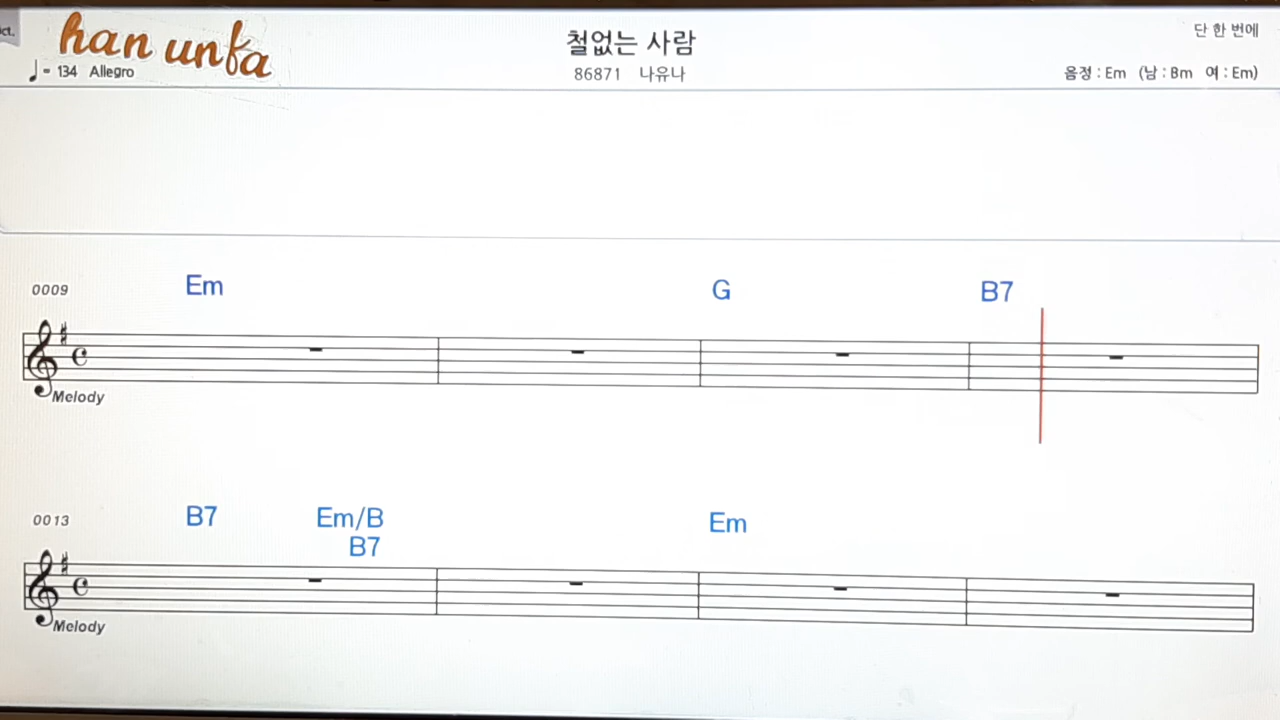 ct.
han unfa
♩= 134 Allegro
철없는 사람
86871 나유나
단 한 번에
음정 : Em (남 : Bm 여 : Em)
0009
Em G B7
Melody
0013
B7 Em/B Em
B7
Melody